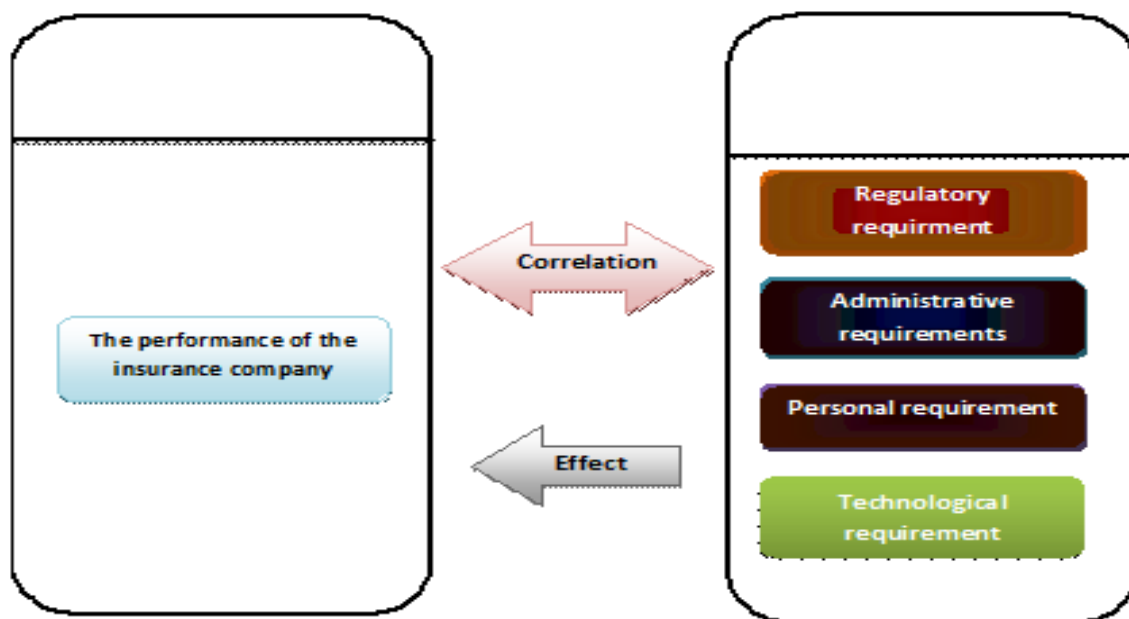 The performance of the
insurance company
Correlation
Effect
Regulatory
requirment
Administrative
requirements
Personal requirement
Technological
requirement